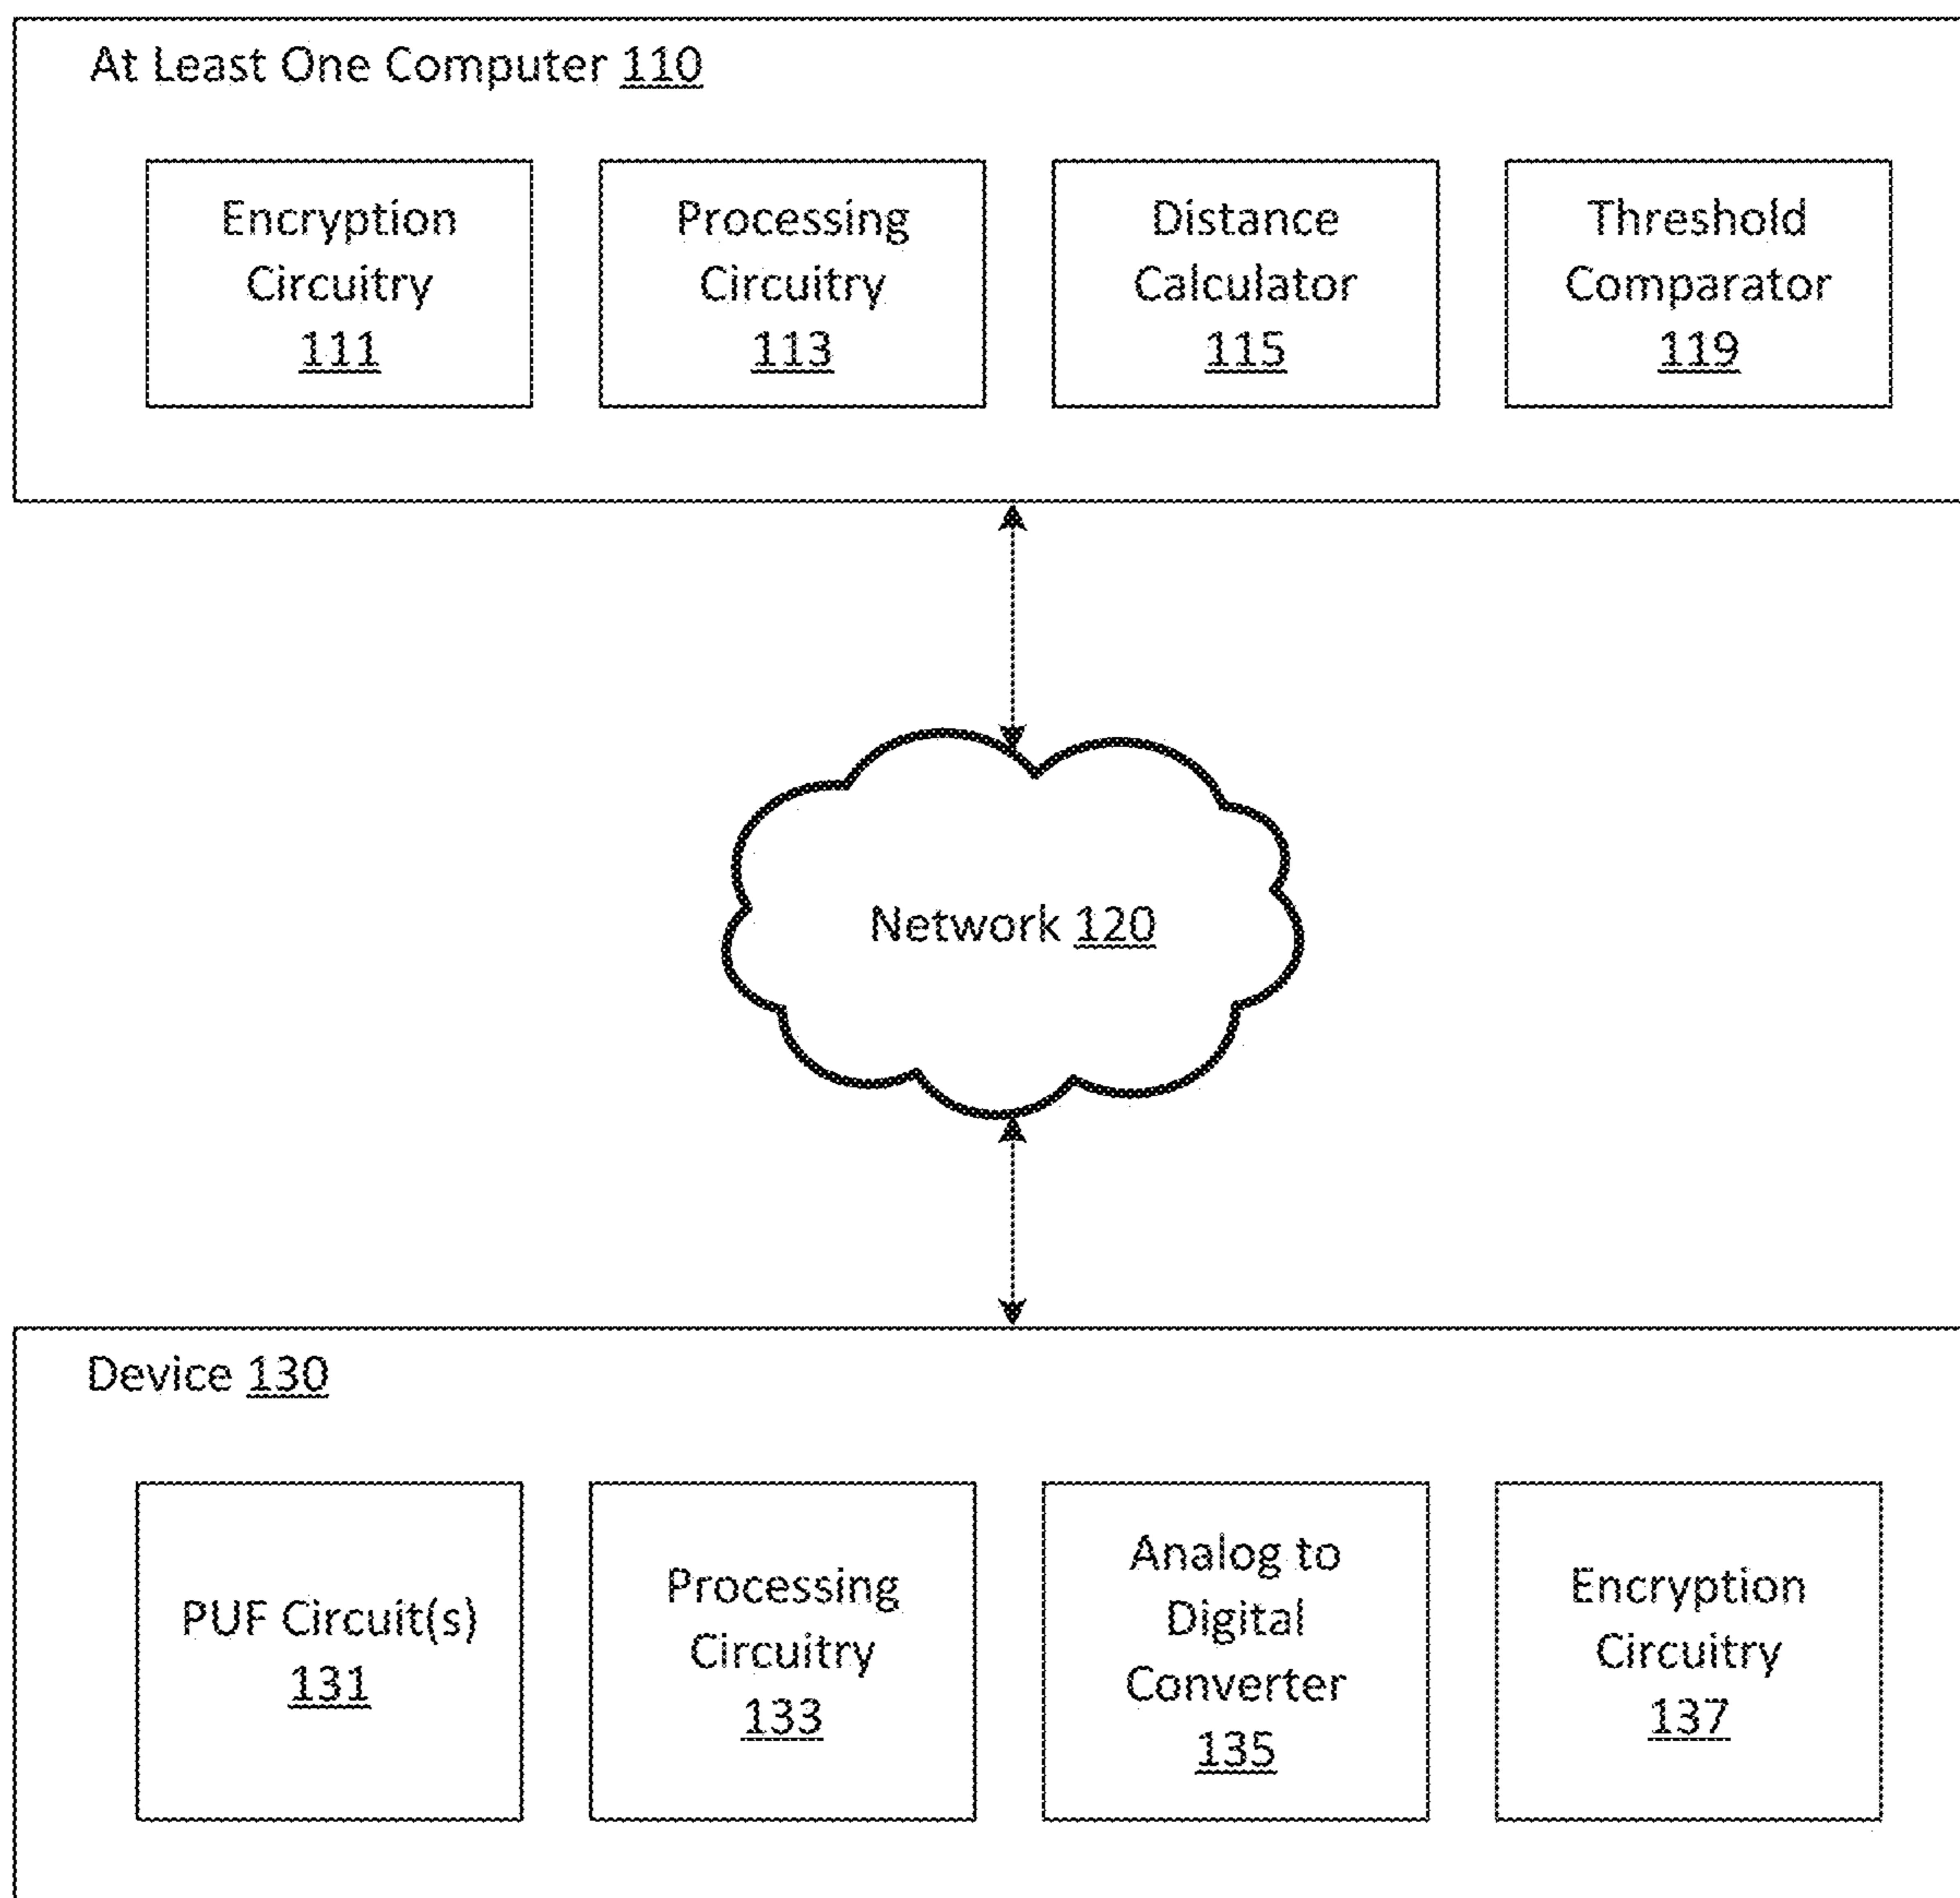 At Least One Computer 110
Encryption
Circuitry
111
Processing
Circuitry
113
Distance
Calculator
115
Threshold
Comparator
119
Network 120
Device 130
PUF Circuit(s)
131
Processing
Circuitry
133
Analog to
Digital
Converter
135
Encryption
Circuitry
137